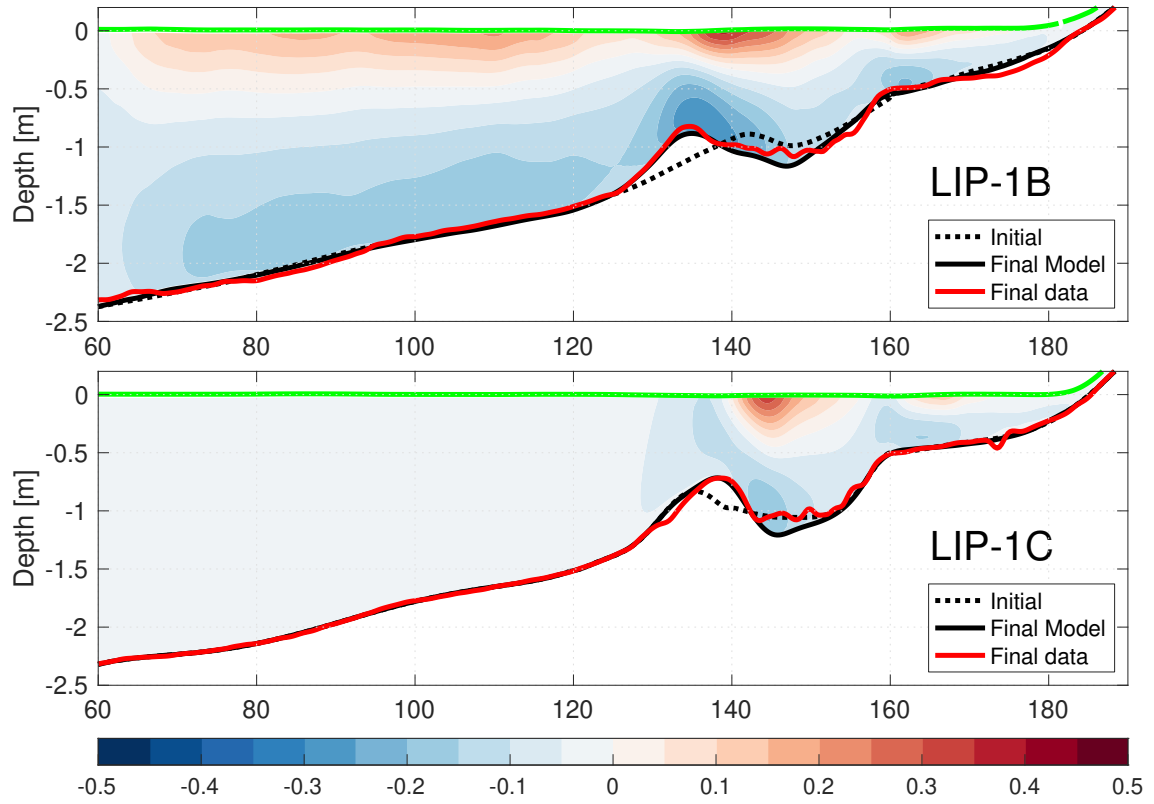 0
-0.5
-1
-1.5
-2
-2.5
Depth [m]
LIP-1B
Initial
Final Model
Final data
60 80 100 120 140 160 180
0
-0.5
-1
-1.5
-2
-2.5
Depth [m]
LIP-1C
Initial
Final Model
Final data
60 80 100 120 140 160 180
-0.5 -0.4 -0.3 -0.2 -0.1 0 0.1 0.2 0.3 0.4 0.5